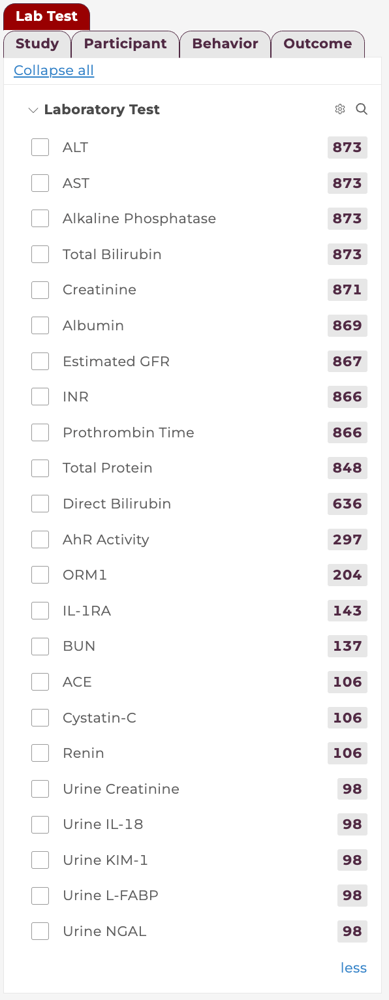 Lab Test
Study Participant Behavior Outcome
Collapse all
Laboratory Test
ALT 873
AST 873
Alkaline Phosphatase 873
Total Bilirubin 873
Creatinine 871
Albumin 869
Estimated GFR 867
INR 866
Prothrombin Time 866
Total Protein 848
Direct Bilirubin 636
AhR Activity 297
ORM1 204
IL-1RA 143
BUN 137
ACE 106
Cystatin-C 106
Renin 106
Urine Creatinine 98
Urine IL-18 98
Urine KIM-1 98
Urine L-FABP 98
Urine NGAL 98
less